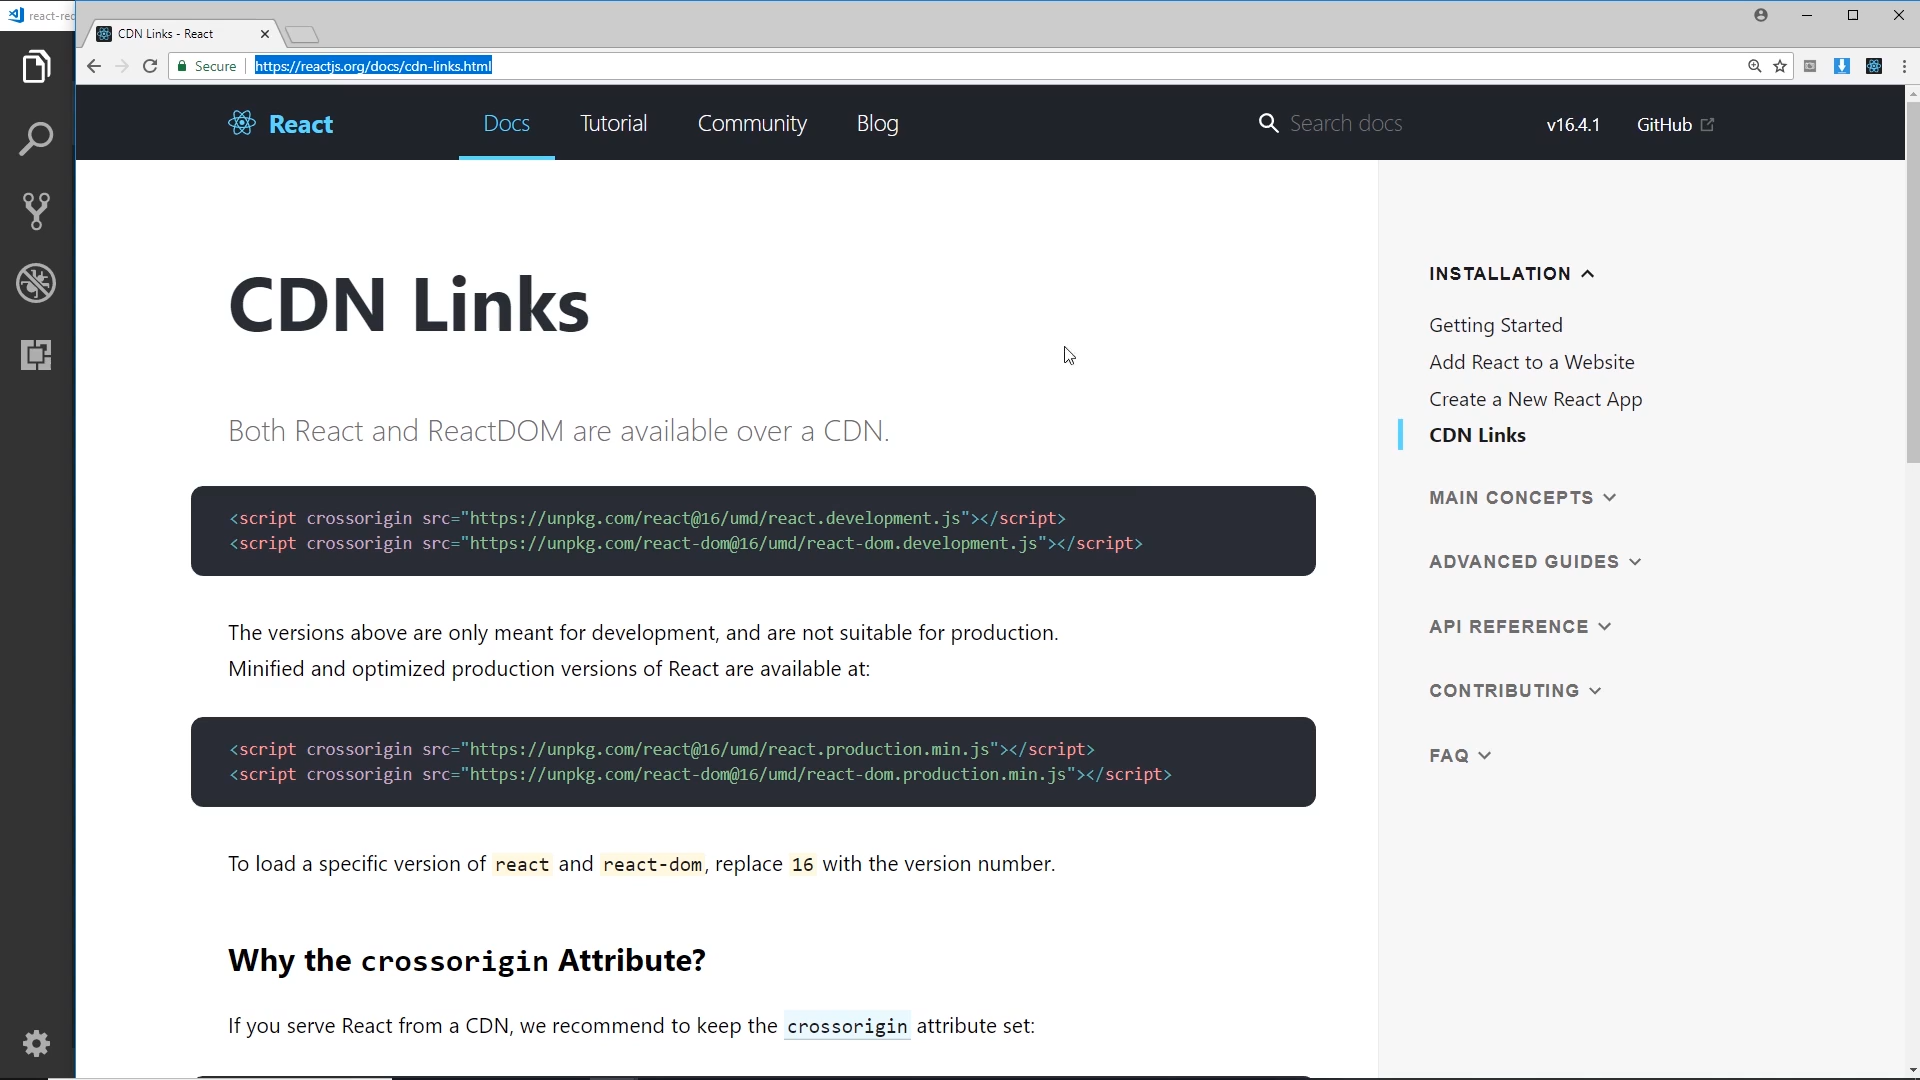 react-rec
CDN Links - React
Secure
https://reactjs.org/docs/cdn-links.html
React
Docs
Tutorial
Community
Blog
Search docs
v16.4.1
GitHub
CDN Links
Both React and ReactDOM are available over a CDN.
<script crossorigin src="https://unpkg.com/react@16/umd/react.development.js"></script>
<script crossorigin src="https://unpkg.com/react-dom@16/umd/react-dom.development.js"></script>
The versions above are only meant for development, and are not suitable for production.
Minified and optimized production versions of React are available at:
<script crossorigin src="https://unpkg.com/react@16/umd/react.production.min.js"></script>
<script crossorigin src="https://unpkg.com/react-dom@16/umd/react-dom.production.min.js"></script>
To load a specific version of react and react-dom, replace 16 with the version number.
Why the crossorigin Attribute?
If you serve React from a CDN, we recommend to keep the crossorigin attribute set:
INSTALLATION
Getting Started
Add React to a Website
Create a New React App
CDN Links
MAIN CONCEPTS
ADVANCED GUIDES
API REFERENCE
CONTRIBUTING
FAQ